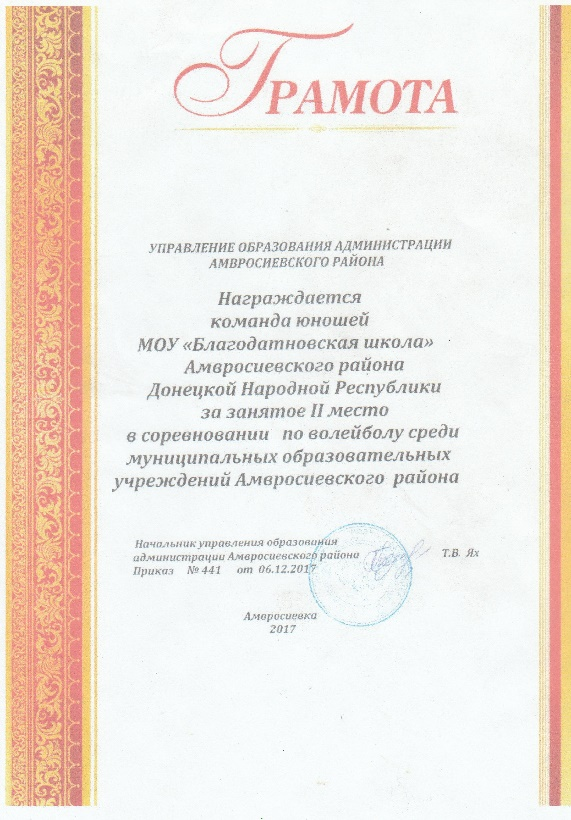 ГРАМОТА
УПРАВЛЕНИЕ ОБРАЗОВАНИЯ АДМИНИСТРАЦИИ
АМВРОСИЕВСКОГО РАЙОНА
Награждается
команда юношей
МОУ «Благодатновская школа»
Амвросиевского района
Донецкой Народной Республики
за занятое II место
в соревновании по волейболу среди
муниципальных образовательных
учреждений Амвросиевского района
Начальник управления образования
администрации Амвросиевского района Т.В. Ях
Приказ № 441 от 06.12.2017
Амвросиевка
2017